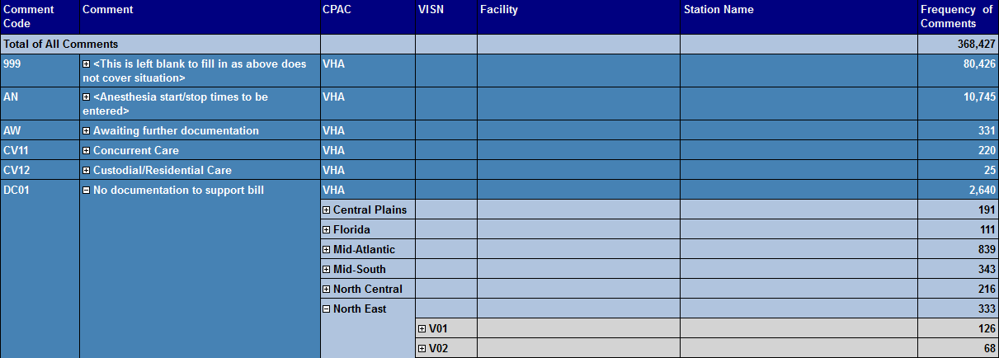 Comment Code Comment CPAC VISN Facility Station Name Frequency of Comments
Total of All Comments 368,427
999 <This is left blank to fill in as above does not cover situation> VHA 80,426
AN <Anesthesia start/stop times to be entered> VHA 10,745
AW Awaiting further documentation VHA 331
CV11 Concurrent Care VHA 220
CV12 Custodial/Residential Care VHA 25
DC01 No documentation to support bill VHA 2,640
Central Plains 191
Florida 111
Mid-Atlantic 839
Mid-South 343
North Central 216
North East 333
V01 126
V02 68